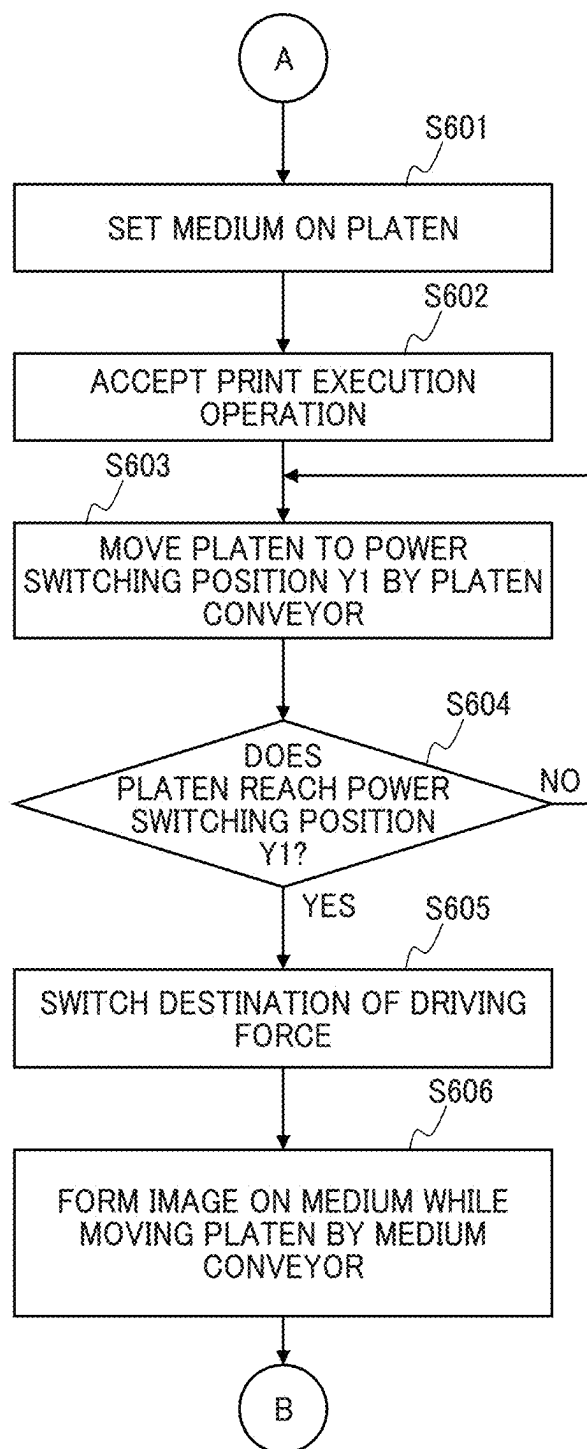 A
S601
SET MEDIUM ON PLATEN
S602
ACCEPT PRINT EXECUTION
OPERATION
S603
MOVE PLATEN TO POWER
SWITCHING POSITION Y1 BY PLATEN
CONVEYOR
S604
DOES
PLATEN REACH POWER
SWITCHING POSITION
Y1?
NO
YES
S605
SWITCH DESTINATION OF DRIVING
FORCE
S606
FORM IMAGE ON MEDIUM WHILE
MOVING PLATEN BY MEDIUM
CONVEYOR
B